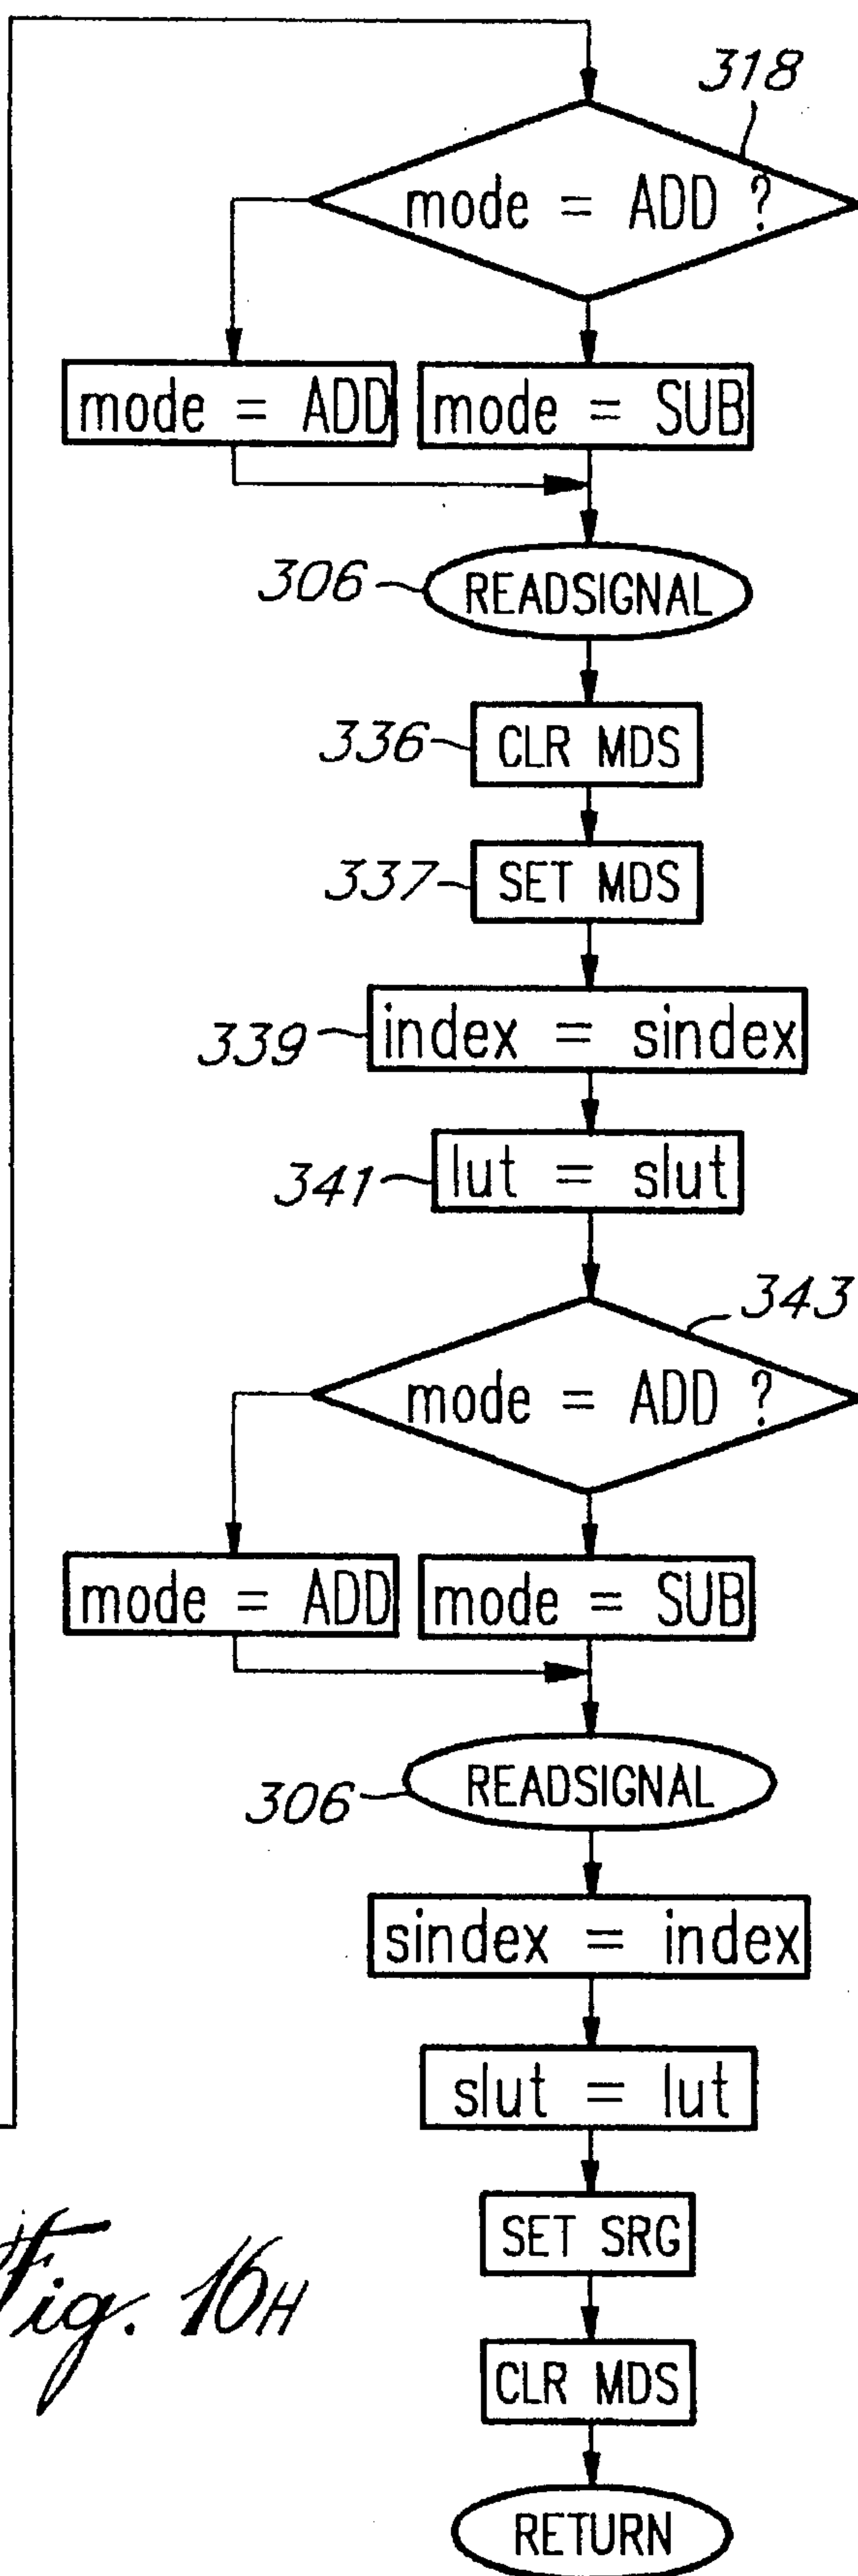 318
mode = ADD ?
mode = ADD mode = SUB
306 READSIGNAL
336 CLR MDS
337 SET MDS
339 index = sindex
341 lut = slut
343
mode = ADD ?
mode = ADD mode = SUB
306 READSIGNAL
sindex = index
slut = lut
SET SRG
CLR MDS
RETURN
Fig. 16H